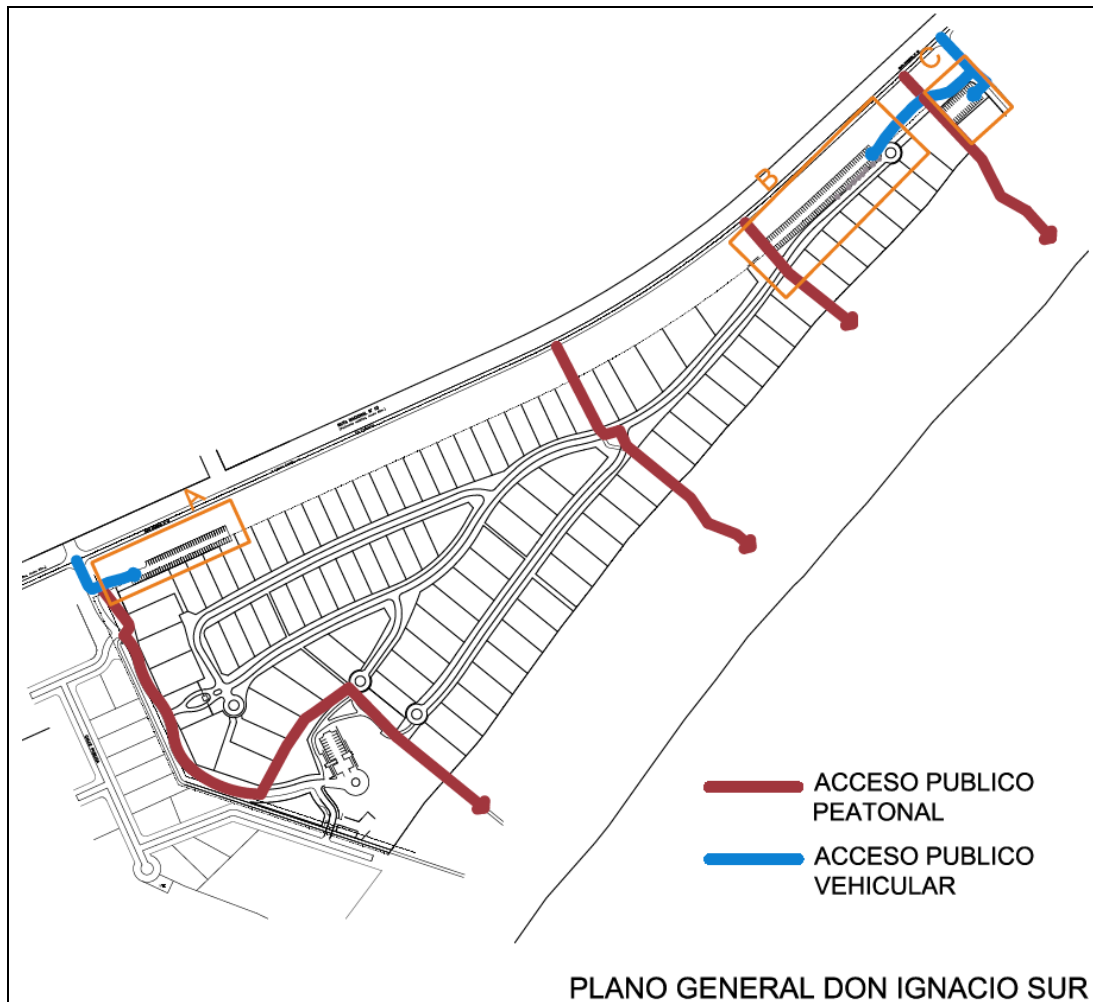 C
B
A
ACCESO PUBLICO
PEATONAL
ACCESO PUBLICO
VEHICULAR
PLANO GENERAL DON IGNACIO SUR